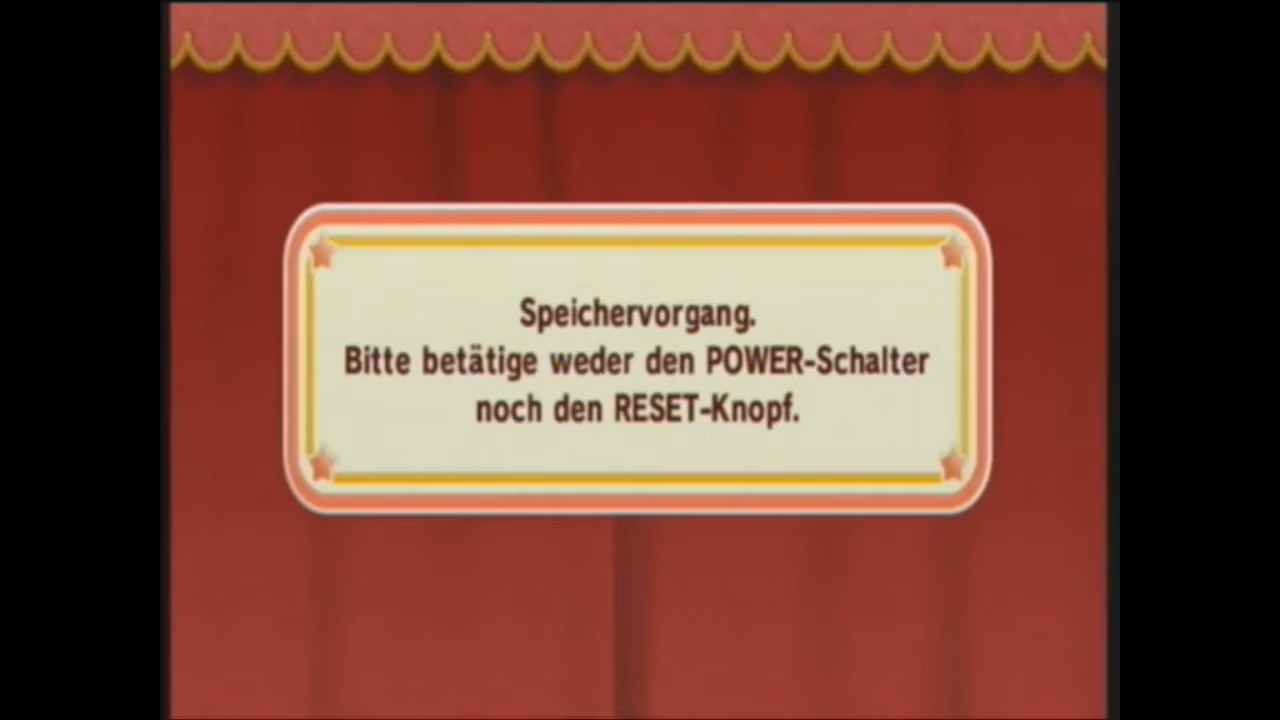 Speichervorgang.
Bitte betätige weder den POWER-Schalter
noch den RESET-Knopf.